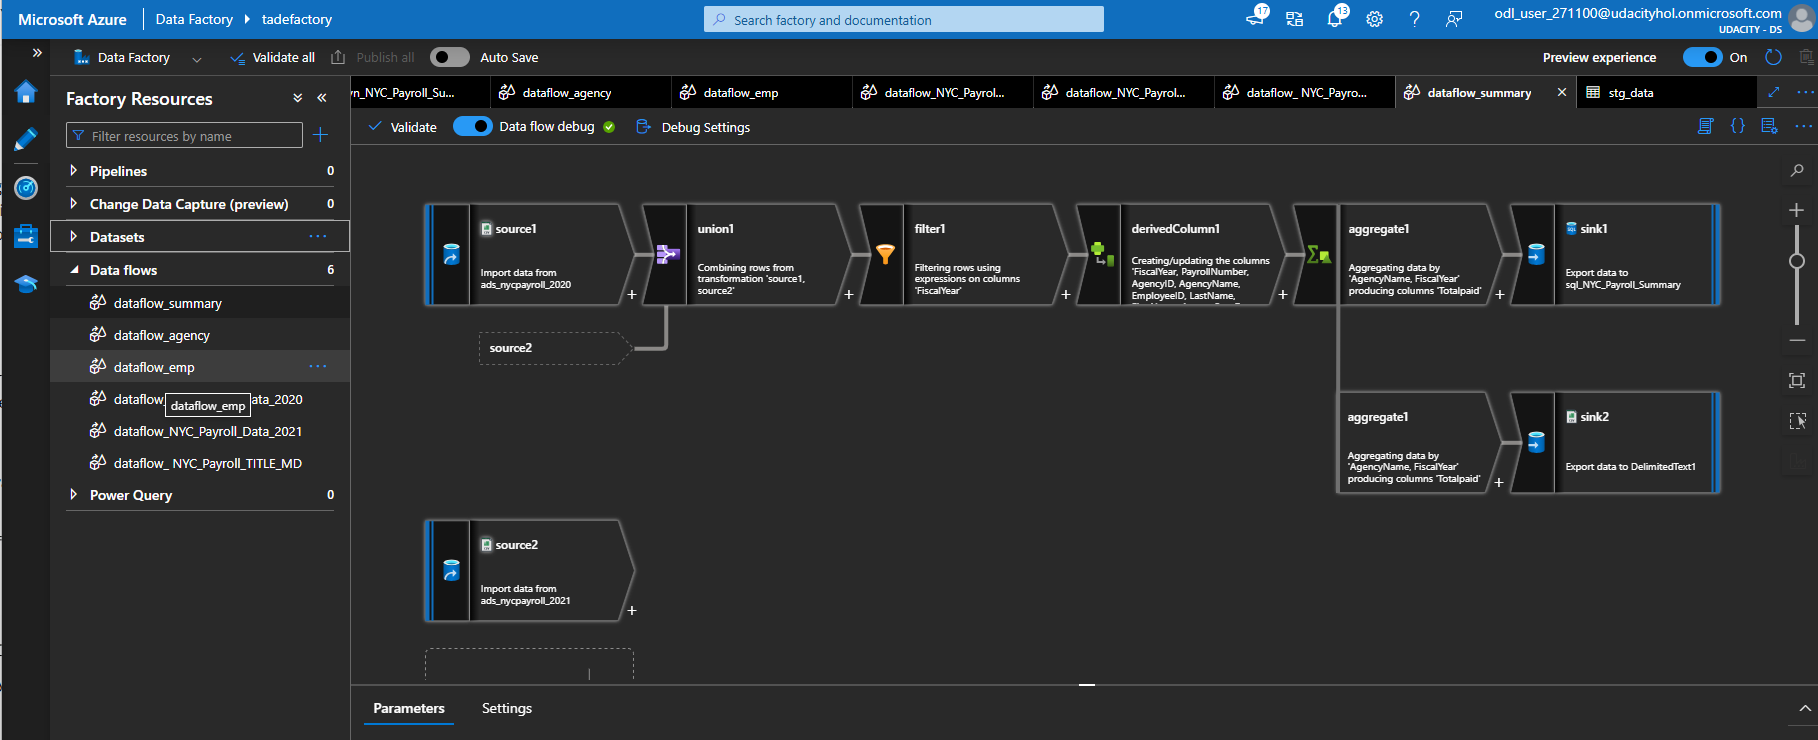 Microsoft Azure
Data Factory
tadefactory
Search factory and documentation
17
13
odl_user_271100@udacityhol.onmicrosoft.com
UDACITY - DS
Data Factory
Validate all
Publish all
Auto Save
Preview experience
On
Factory Resources
Filter resources by name
Pipelines 0
Change Data Capture (preview) 0
Datasets
Data flows 6
dataflow_summary
dataflow_agency
dataflow_emp
dataflow_
ata_2020
dataflow_emp
dataflow_NYC_Payroll_Data_2021
dataflow_ NYC_Payroll_TITLE_MD
Power Query 0
n_NYC_Payroll_Su...
dataflow_agency
dataflow_emp
dataflow_NYC_Payrol...
dataflow_NYC_Payrol...
dataflow_ NYC_Payro...
dataflow_summary
stg_data
Validate
Data flow debug
Debug Settings
source1
Import data from
ads_nycpayroll_2020
union1
Combining rows from
transformation 'source1,
source2'
filter1
Filtering rows using
expressions on columns
'FiscalYear'
derivedColumn1
Creating/updating the columns
'FiscalYear, PayrollNumber,
AgencyID, AgencyName,
EmployeeID, LastName,
aggregate1
Aggregating data by
'AgencyName, FiscalYear'
producing columns 'Totalpaid'
sink1
Export data to
sql_NYC_Payroll_Summary
source2
aggregate1
Aggregating data by
'AgencyName, FiscalYear'
producing columns 'Totalpaid'
sink2
Export data to DelimitedText1
source2
Import data from
ads_nycpayroll_2021
Parameters
Settings